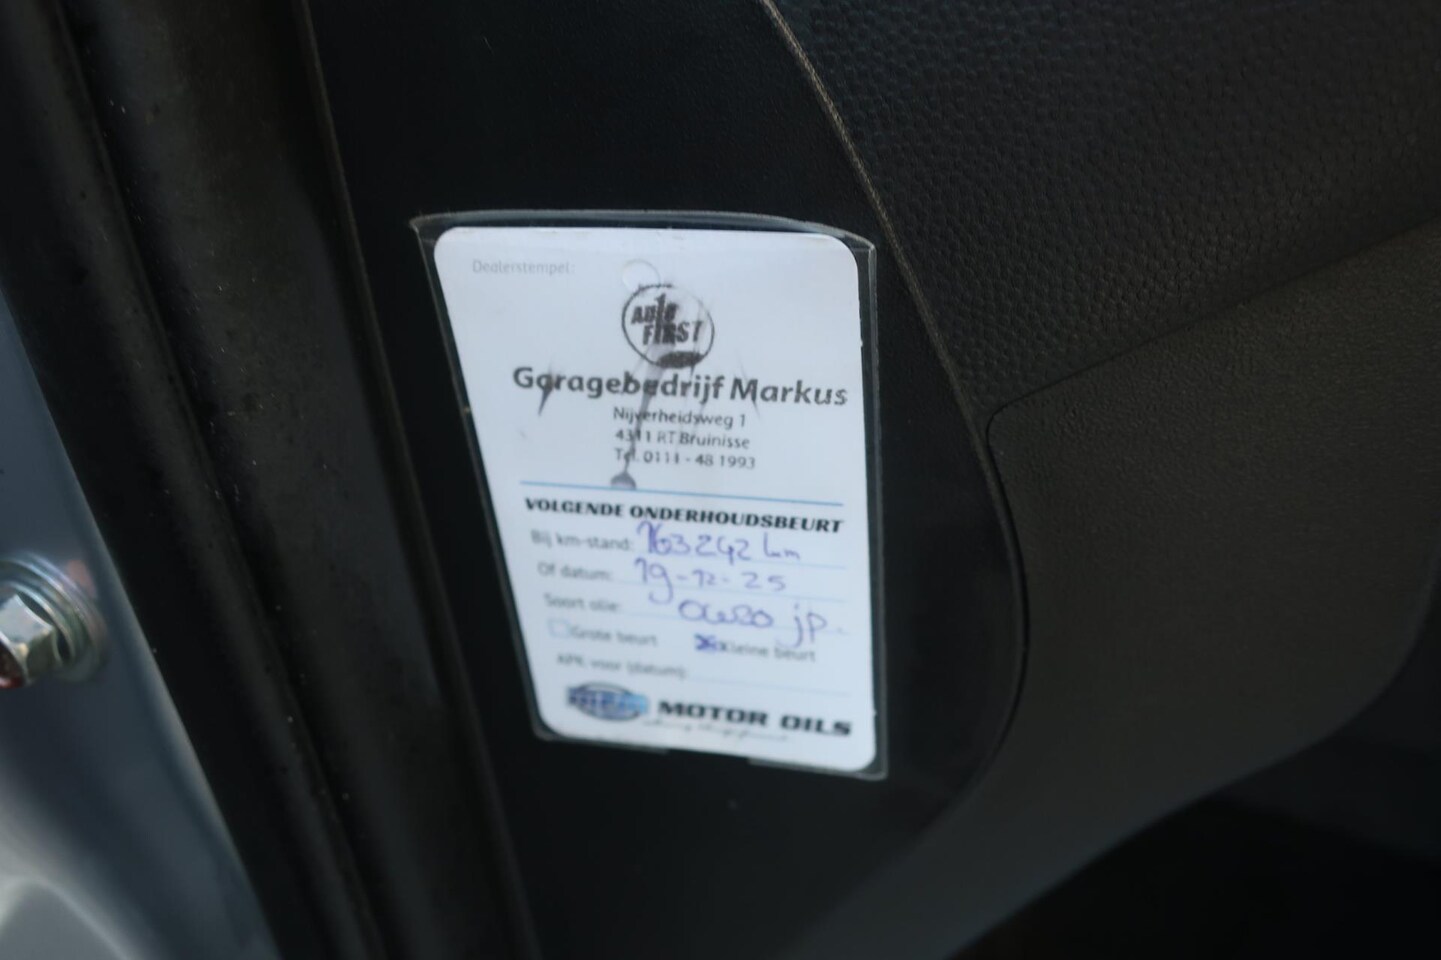 Dealerstempel:
AUTO FIRST
Garagebedrijf Markus
Nijverheidsweg 1
4311 RT Bruinisse
Tel. 0111 - 48 1993
VOLGENDE ONDERHOUDSBEURT
Bij km-stand: 163242 km
Of datum: 19-12-25
Soort olie: 0W20 jp.
Grote beurt Kleine beurt
APK voor (datum):
MOTOR OILS